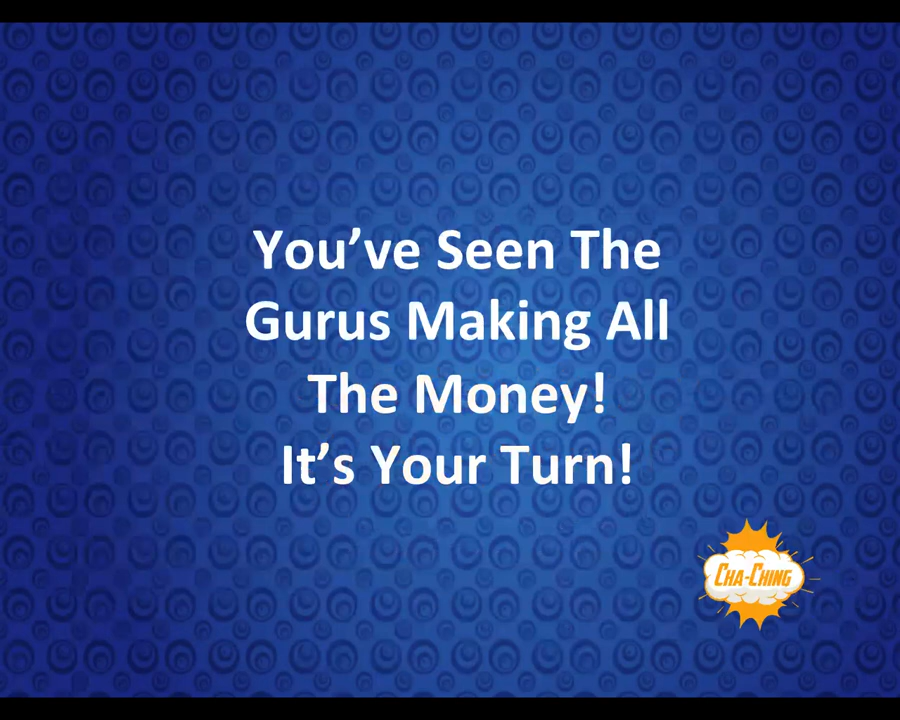 You've Seen The
Gurus Making All
The Money!
It's Your Turn!
CHA-CHING